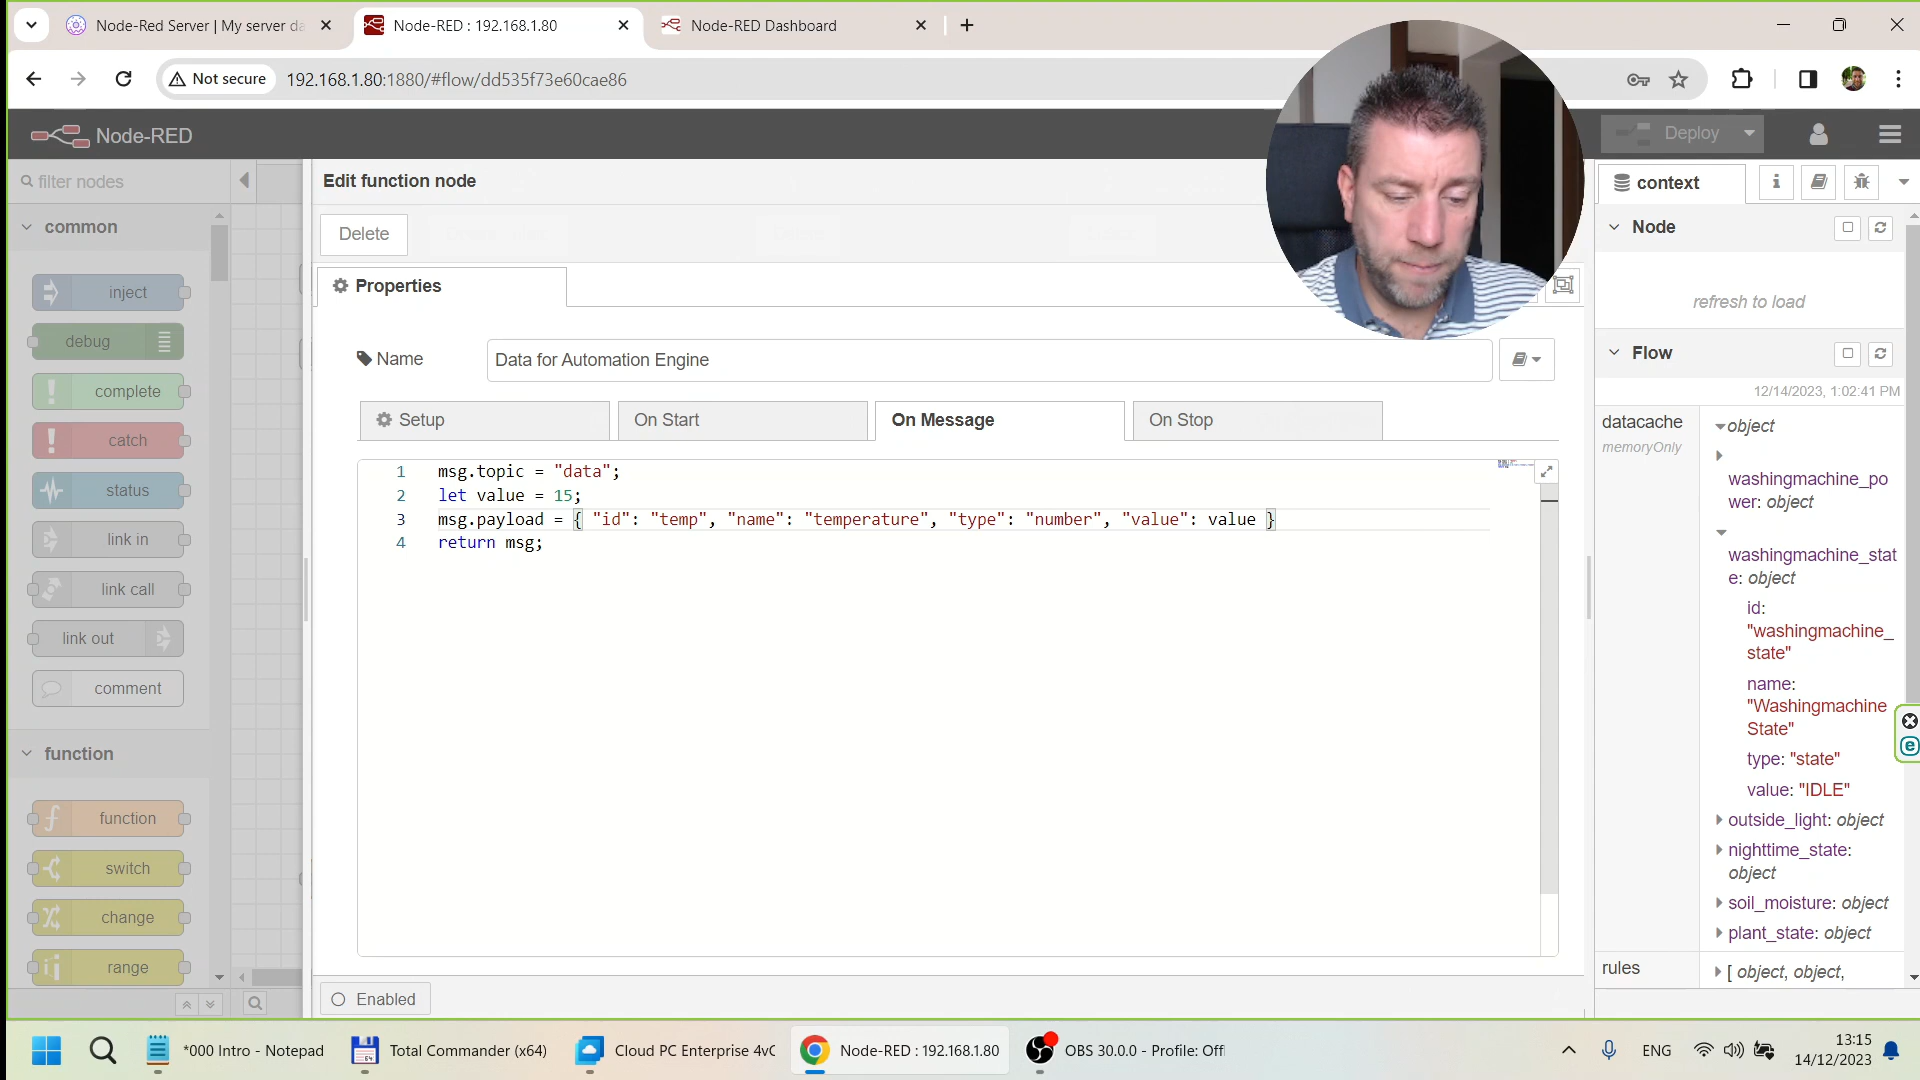 Node-Red Server | My server da
Node-RED : 192.168.1.80
Node-RED Dashboard
Not secure
192.168.1.80:1880/#flow/dd535f73e60cae86
Node-RED
Deploy
filter nodes
Edit function node
context
common
Delete
Node
inject
Properties
refresh to load
debug
Name
Data for Automation Engine
Flow
complete
12/14/2023, 1:02:41 PM
Setup
On Start
On Message
On Stop
datacache
object
catch
memoryOnly
1 msg.topic = "data";
washingmachine_po
wer: object
status
2 let value = 15;
3 msg.payload = { "id": "temp", "name": "temperature", "type": "number", "value": value }
link in
4 return msg;
washingmachine_stat
e: object
link call
id:
"washingmachine_
state"
link out
name:
"Washingmachine
State"
comment
type: "state"
function
value: "IDLE"
function
outside_light: object
nighttime_state:
object
switch
soil_moisture: object
change
plant_state: object
range
rules
[ object, object,
Enabled
*000 Intro - Notepad
Total Commander (x64)
Cloud PC Enterprise 4vC
Node-RED : 192.168.1.80
OBS 30.0.0 - Profile: Off
ENG
13:15
14/12/2023